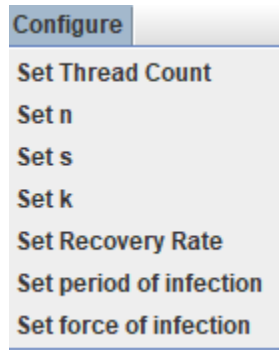 Configure
Set Thread Count
Set n
Set s
Set k
Set Recovery Rate
Set period of infection
Set force of infection